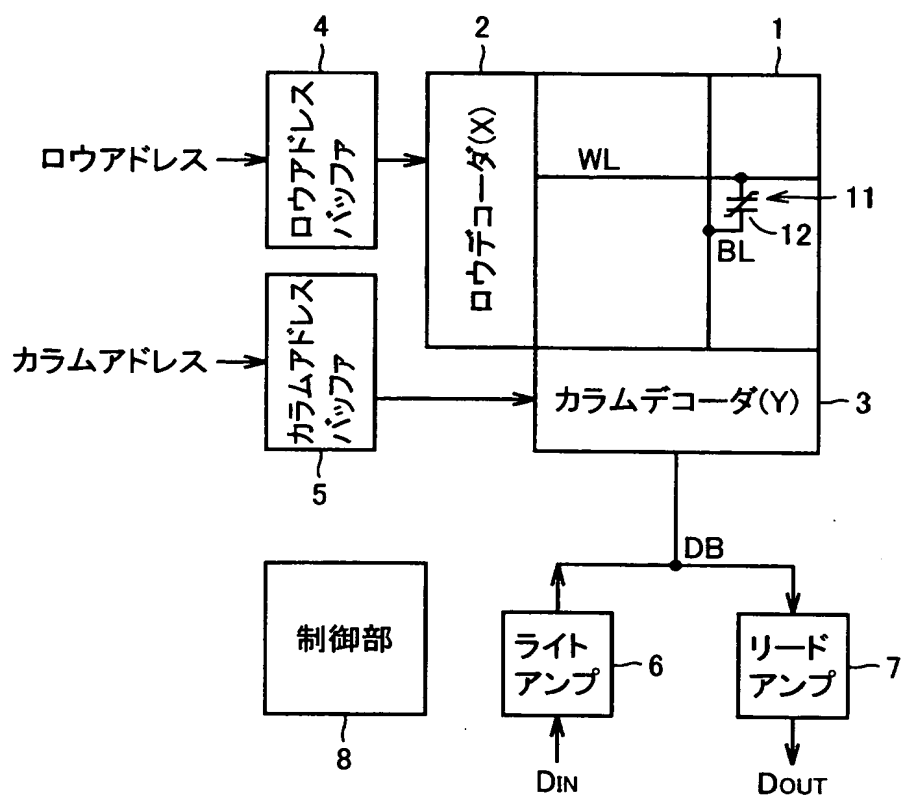 4
2
1
ロウアドレス
ロウアドレス
バッファ
ロウデコーダ(X)
WL
11
12
BL
カラムアドレス
カラムアドレス
バッファ
カラムデコーダ(Y)
3
5
DB
制御部
ライト
アンプ
6
リード
アンプ
7
8
DIN
DOUT